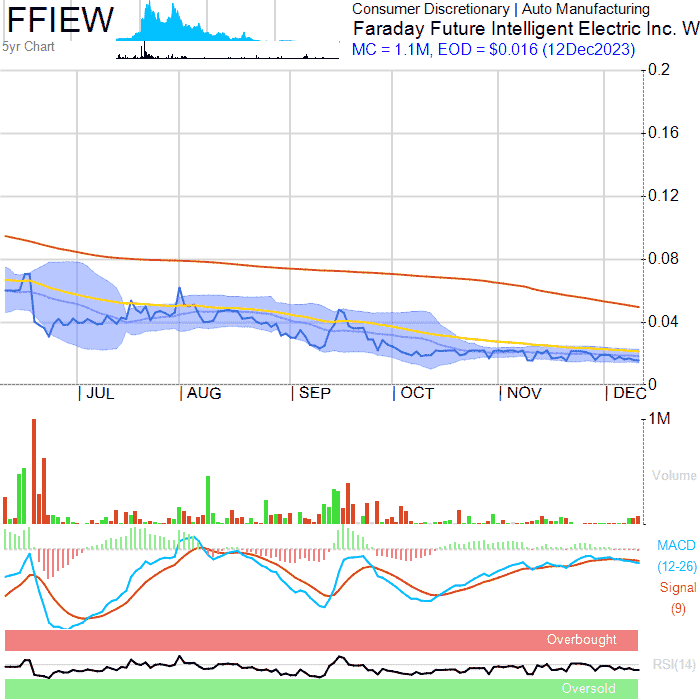 FFIEW
5yr Chart
Consumer Discretionary | Auto Manufacturing
Faraday Future Intelligent Electric Inc. W
MC = 1.1M, EOD = $0.016 (12Dec2023)
0.2
0.16
0.12
0.08
0.04
0
JUL AUG SEP OCT NOV DEC
1M
Volume
MACD
(12-26)
Signal
(9)
Overbought
RSI(14)
Oversold